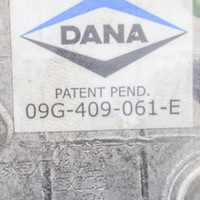 DANA
PATENT PEND.
09G-409-061-E